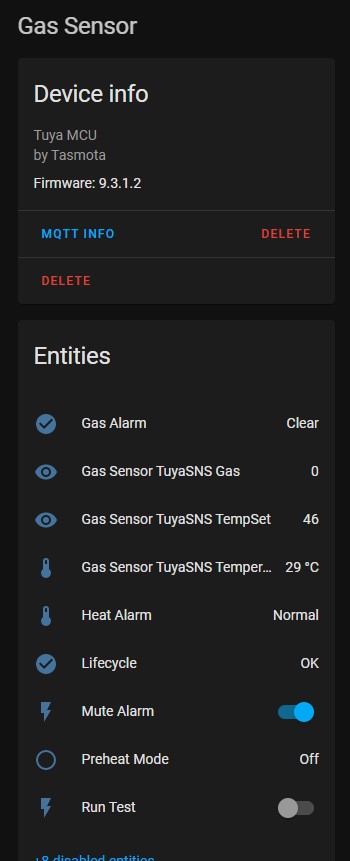 Gas Sensor
Device info
Tuya MCU
by Tasmota
Firmware: 9.3.1.2
MQTT INFO DELETE
DELETE
Entities
Gas Alarm Clear
Gas Sensor TuyaSNS Gas 0
Gas Sensor TuyaSNS TempSet 46
Gas Sensor TuyaSNS Temper... 29 °C
Heat Alarm Normal
Lifecycle OK
Mute Alarm
Preheat Mode Off
Run Test
+8 disabled entities